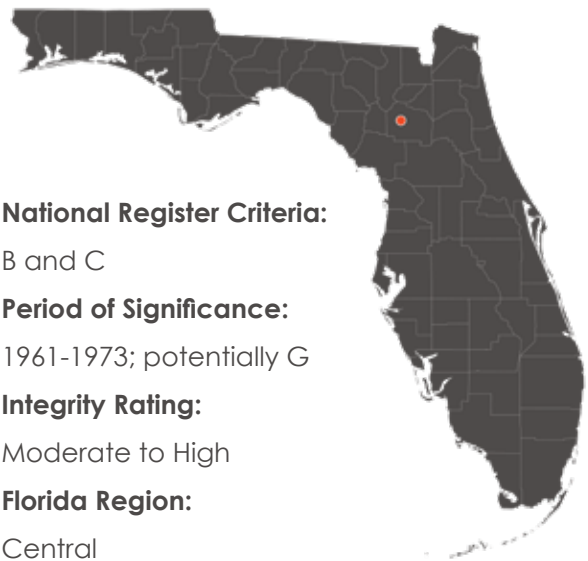 National Register Criteria:
B and C
Period of Significance:
1961-1973; potentially G
Integrity Rating:
Moderate to High
Florida Region:
Central